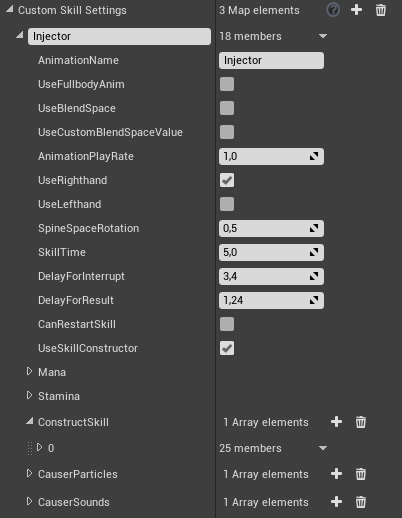 Custom Skill Settings 3 Map elements
Injector 18 members
AnimationName Injector
UseFullbodyAnim
UseBlendSpace
UseCustomBlendSpaceValue
AnimationPlayRate 1,0
UseRighthand
UseLefthand
SpineSpaceRotation 0,5
SkillTime 5,0
DelayForInterrupt 3,4
DelayForResult 1,24
CanRestartSkill
UseSkillConstructor
Mana
Stamina
ConstructSkill 1 Array elements
0 25 members
CauserParticles 1 Array elements
CauserSounds 1 Array elements